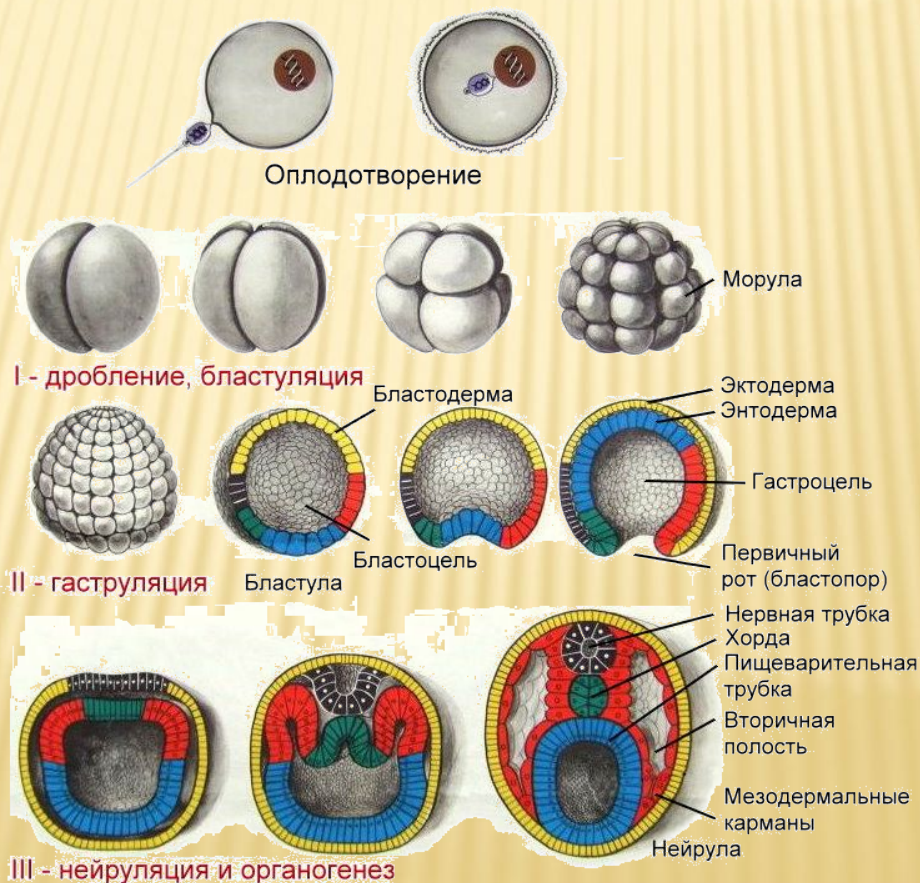 Оплодотворение
Морула
I - дробление, бластуляция
Бластодерма
Эктодерма
Энтодерма
Гастроцель
Бластоцель
Первичный
рот (бластопор)
II - гаструляция
Бластула
Нервная трубка
Хорда
Пищеварительная
трубка
Вторичная
полость
Мезодермальные
карманы
Нейрула
III - нейруляция и органогенез